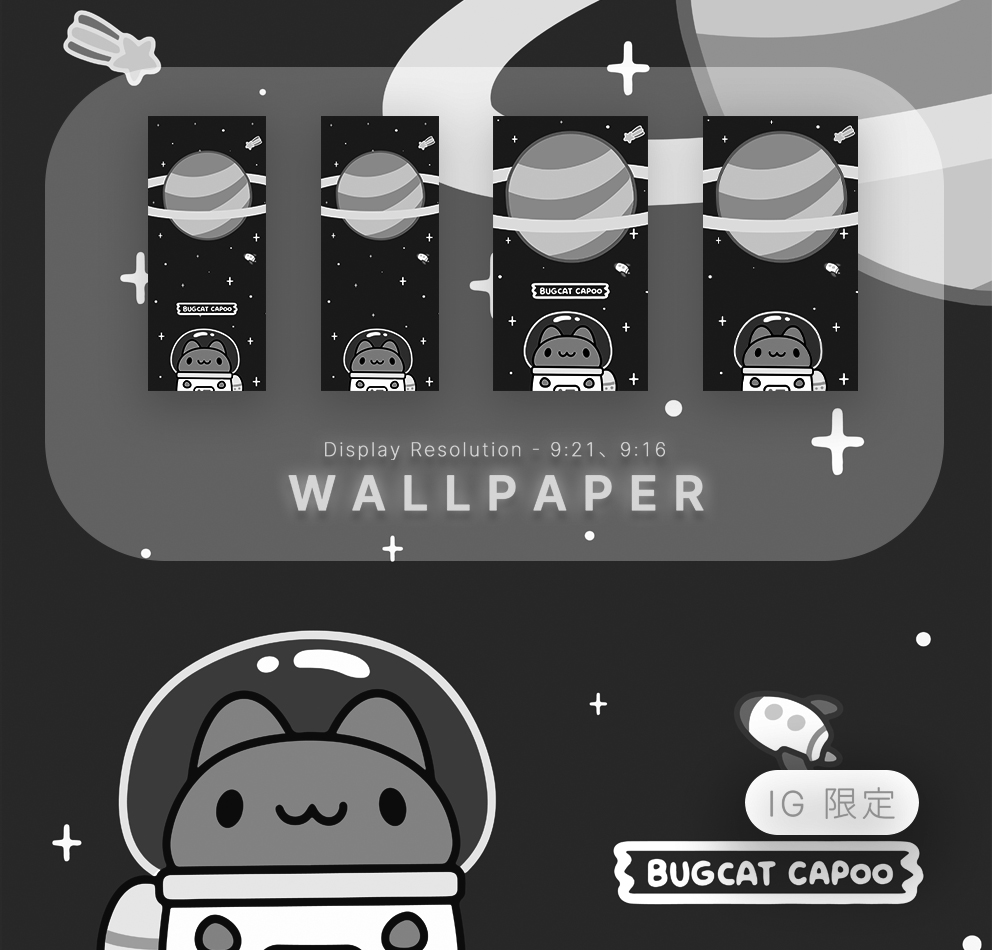 BUGCAT CAPOO
BUGCAT CAPOO
Display Resolution - 9:21、9:16
WALLPAPER
IG 限定
BUGCAT CAPOO